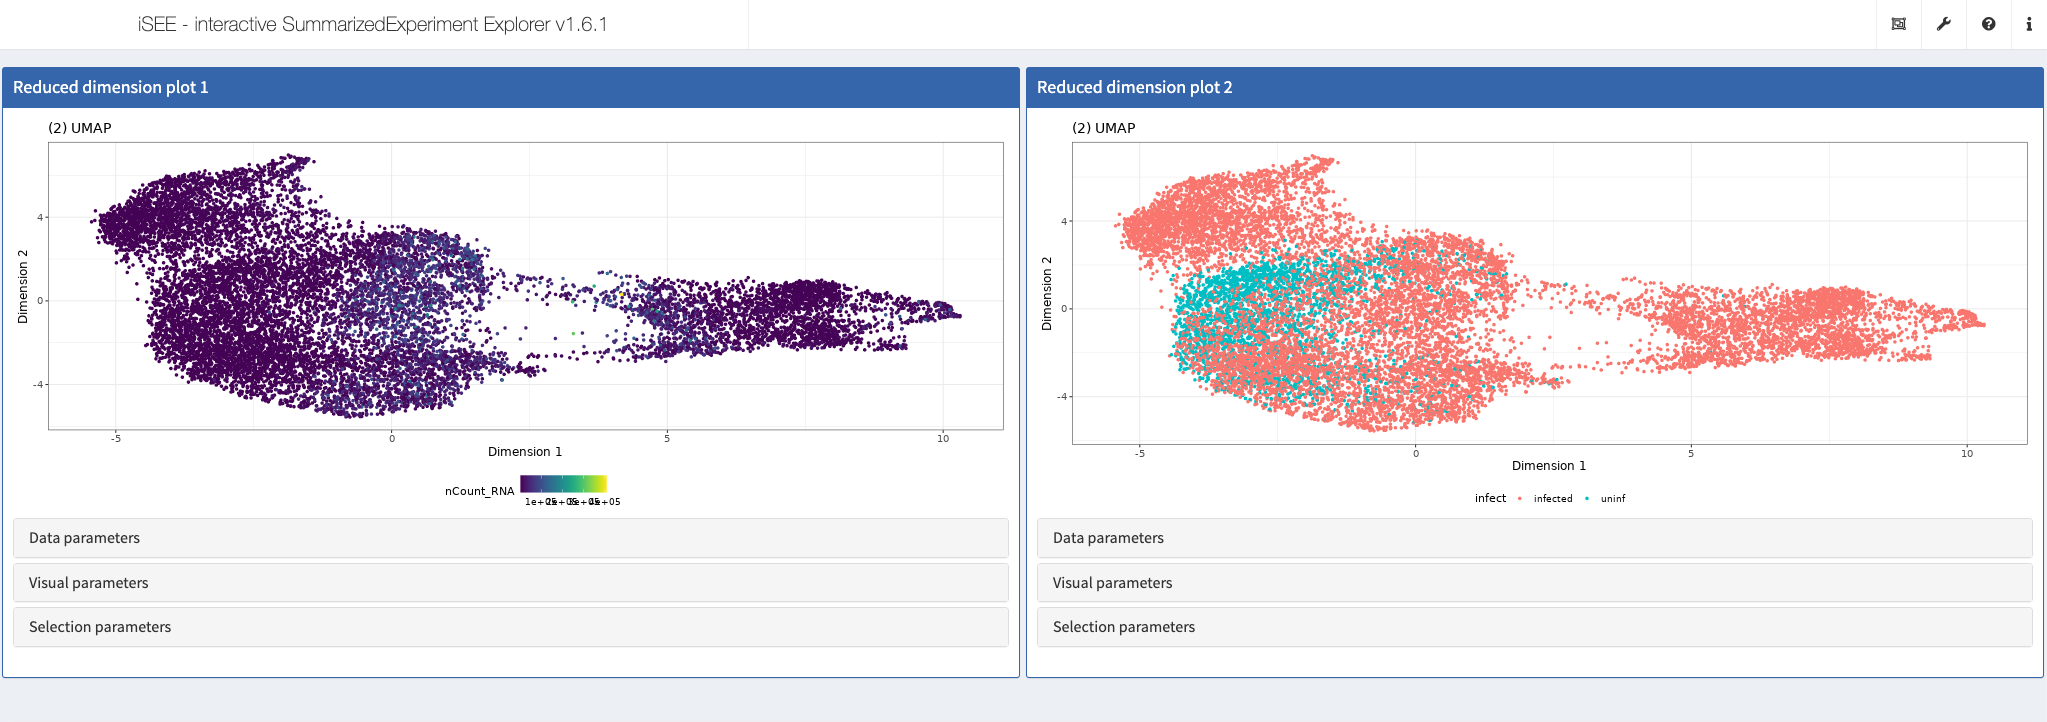 iSEE - interactive SummarizedExperiment Explorer v1.6.1
Reduced dimension plot 1
(2) UMAP
Dimension 2
4
0
-4
-5
0
5
10
Dimension 1
nCount_RNA
Data parameters
Visual parameters
Selection parameters
Reduced dimension plot 2
(2) UMAP
Dimension 2
4
0
-4
-5
0
5
10
Dimension 1
infect infected uninf
Data parameters
Visual parameters
Selection parameters